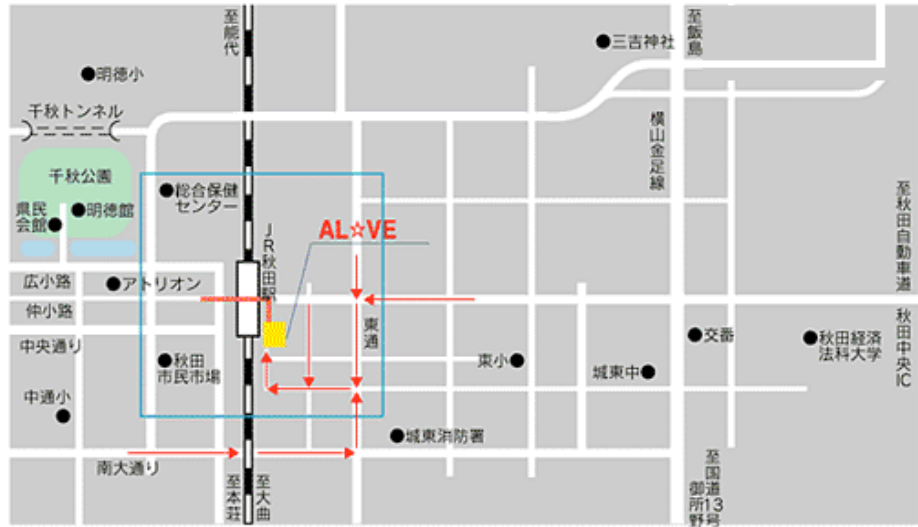 至能代
至飯島
三吉神社
明徳小
千秋トンネル
横山金足線
千秋公園
総合保健
センター
至秋田自動車道
県民
会館
明徳館
AL☆VE
JR秋田駅
広小路
アトリオン
仲小路
東通
秋田中央IC
中央通り
交番
秋田経済
法科大学
秋田
市民市場
東小
城東中
中通小
城東消防署
南大通り
至本荘
至大曲
至国道13号
御所野